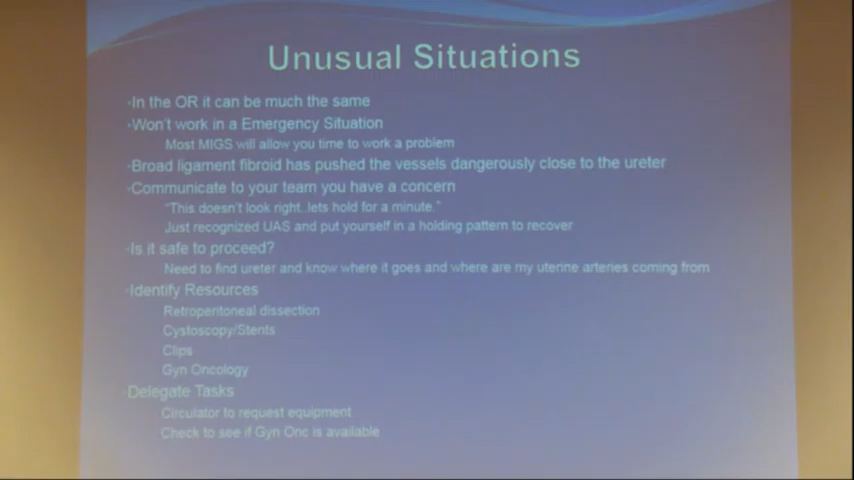 Unusual Situations
•In the OR it can be much the same
•Won't work in a Emergency Situation
Most MIGS will allow you time to work a problem
•Broad ligament fibroid has pushed the vessels dangerously close to the ureter
•Communicate to your team you have a concern
"This doesn't look right..lets hold for a minute."
Just recognized UAS and put yourself in a holding pattern to recover
•Is it safe to proceed?
Need to find ureter and know where it goes and where are my uterine arteries coming from
•Identify Resources
Retroperitoneal dissection
Cystoscopy/Stents
Clips
Gyn Oncology
•Delegate Tasks
Circulator to request equipment
Check to see if Gyn Onc is available